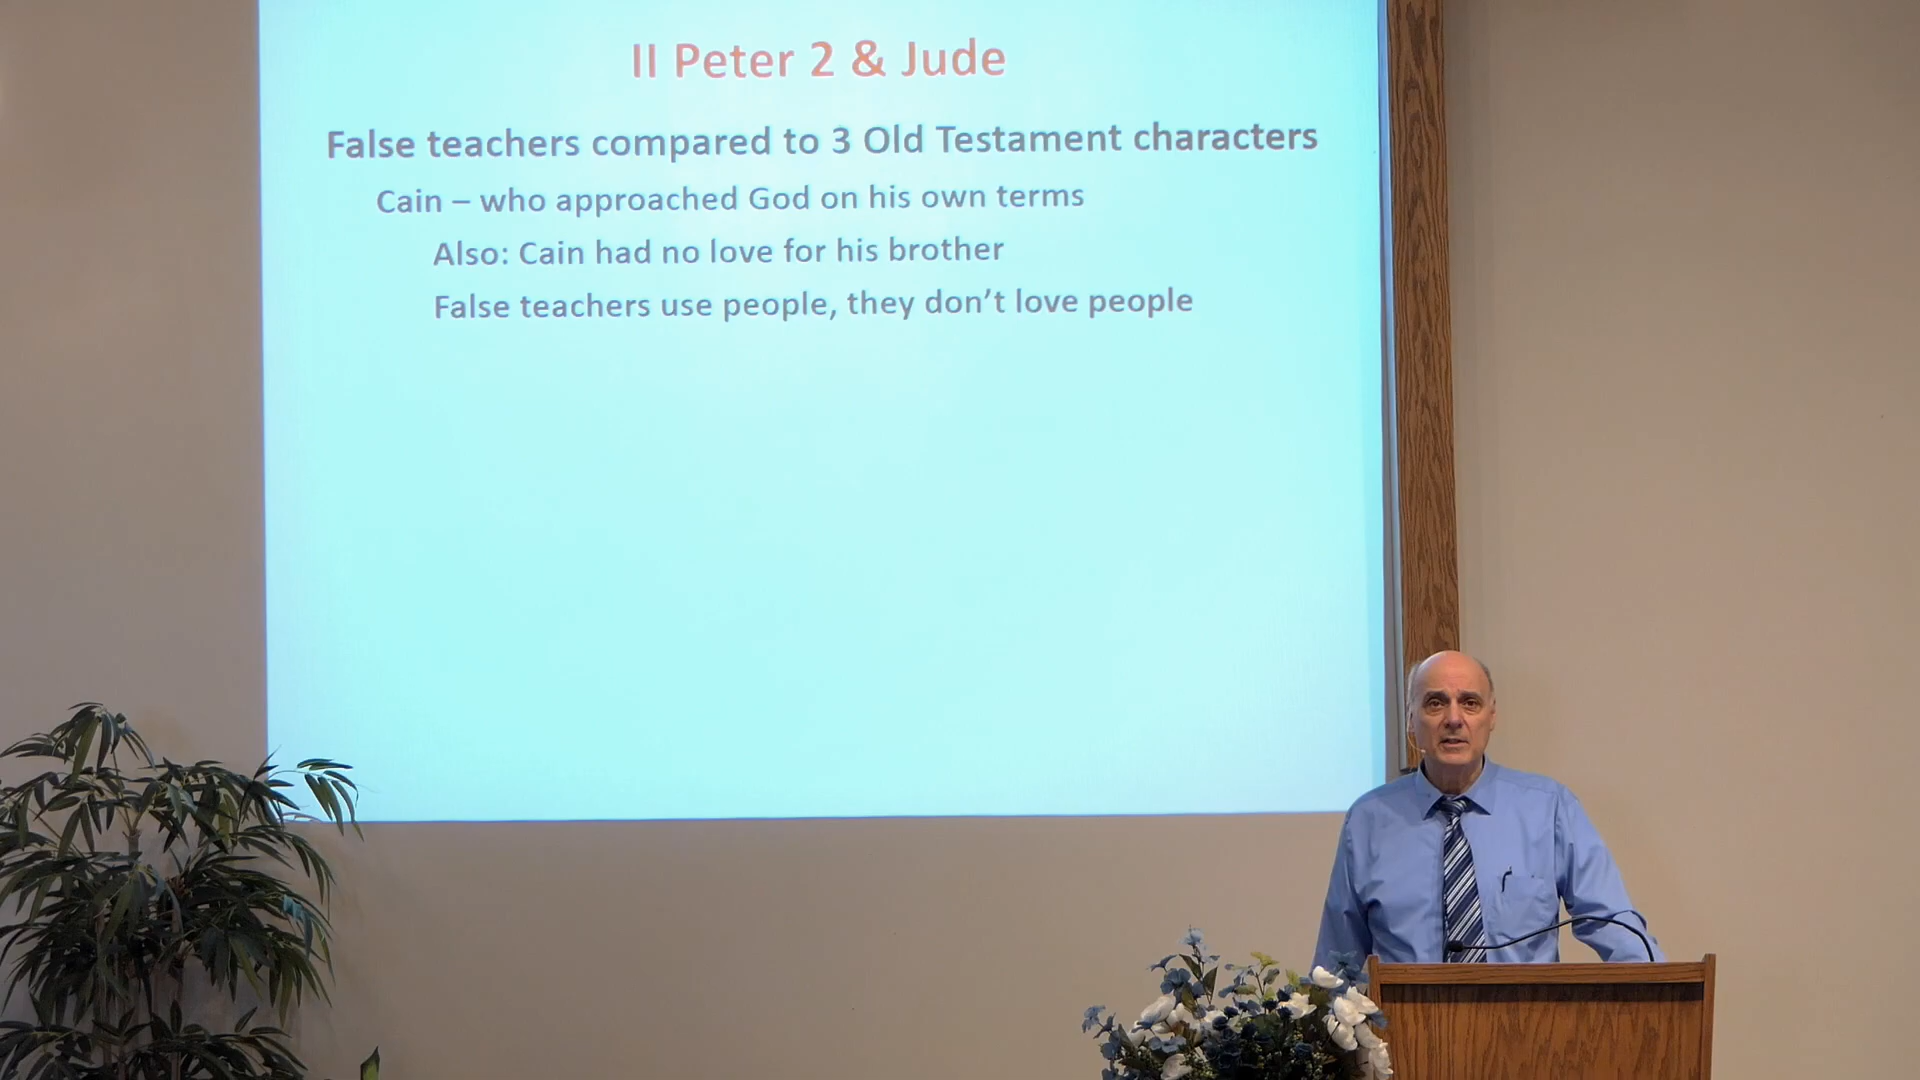 II Peter 2 & Jude
False teachers compared to 3 Old Testament characters
Cain – who approached God on his own terms
Also: Cain had no love for his brother
False teachers use people, they don’t love people